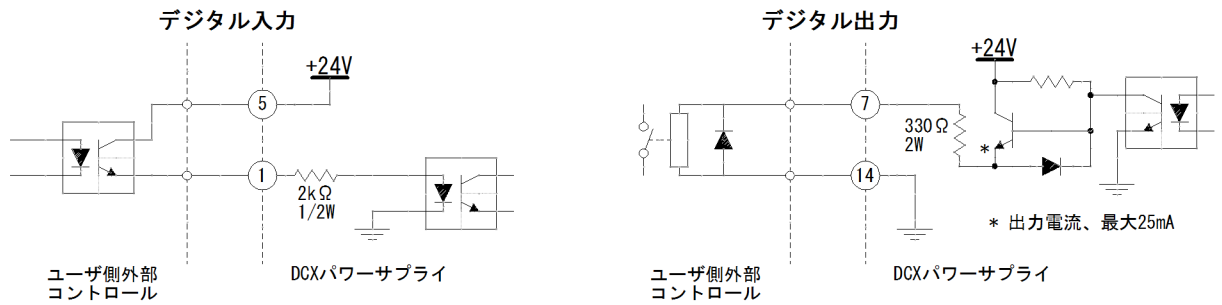 デジタル入力
+24V
5
1
2kΩ
1/2W
ユーザ側外部
コントロール
DCXパワーサプライ
デジタル出力
+24V
7
330Ω
2W
*
14
* 出力電流、最大25mA
ユーザ側外部
コントロール
DCXパワーサプライ